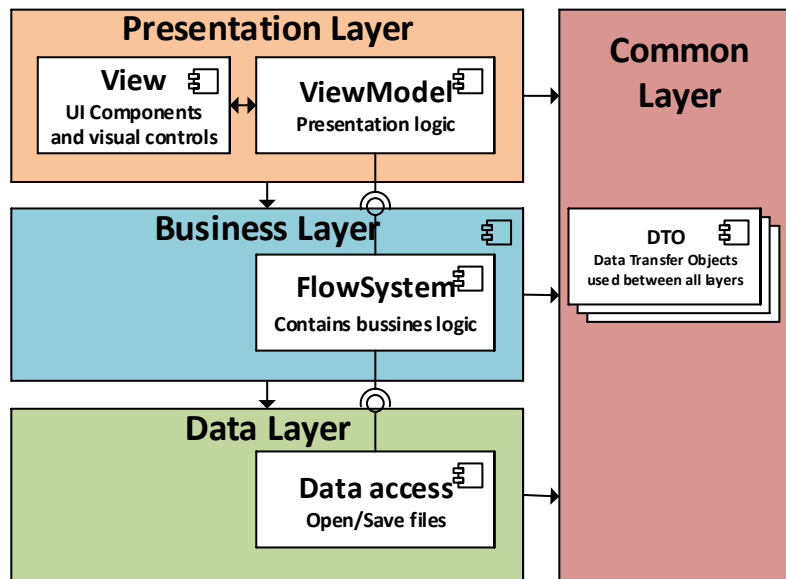 Presentation Layer
View
UI Components
and visual controls
ViewModel
Presentation logic
Common
Layer
Business Layer
FlowSystem
Contains bussines logic
DTO
Data Transfer Objects
used between all layers
Data Layer
Data access
Open/Save files